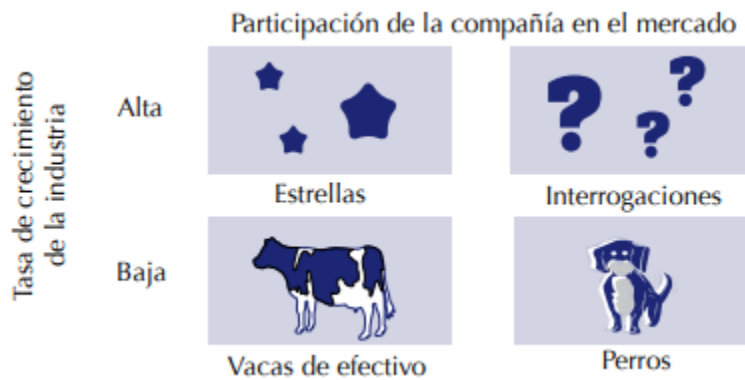 Participación de la compañía en el mercado
Tasa de crecimiento
de la industria
Alta
Estrellas
Interrogaciones
Baja
Vacas de efectivo
Perros